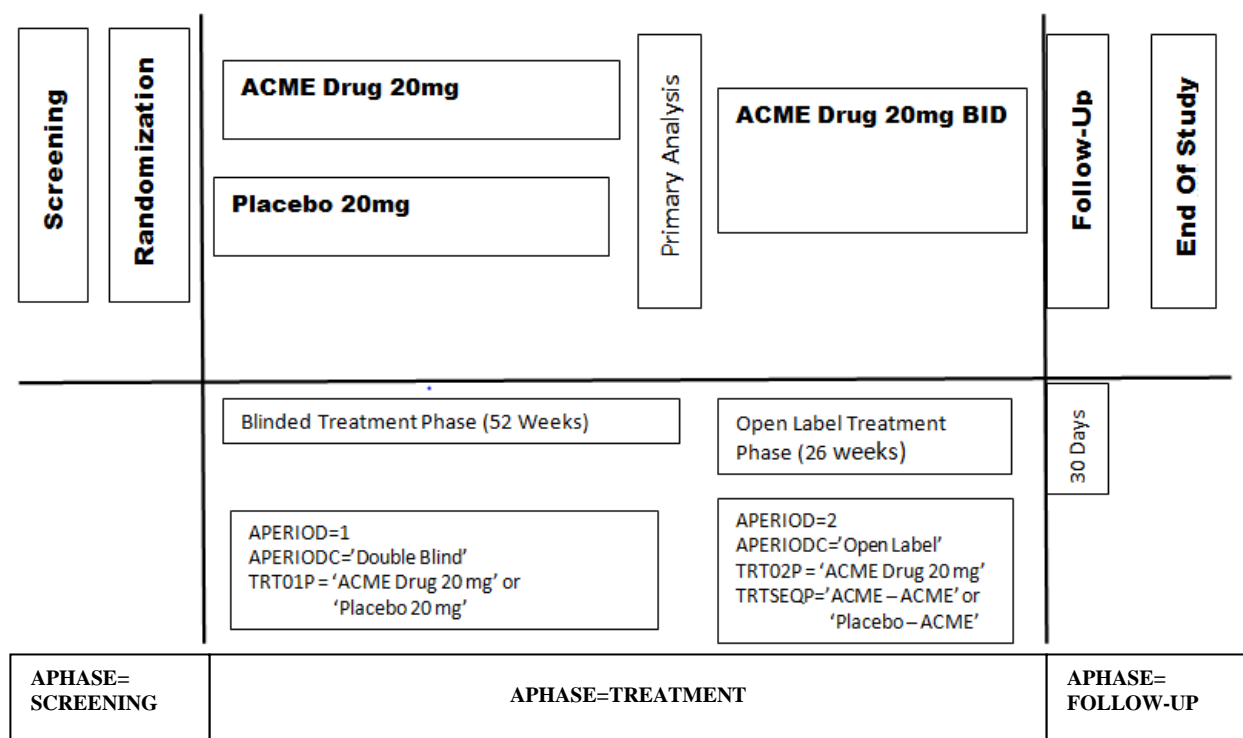 Screening
Randomization
ACME Drug 20mg
Placebo 20mg
Primary Analysis
ACME Drug 20mg BID
Follow-Up
End Of Study
Blinded Treatment Phase (52 Weeks)
Open Label Treatment
Phase (26 weeks)
30 Days
APERIOD=1
APERIODC=’Double Blind’
TRT01P = ‘ACME Drug 20 mg’ or
‘Placebo 20 mg’
APERIOD=2
APERIODC=’Open Label’
TRT02P = ‘ACME Drug 20 mg’
TRTSEQP=’ACME – ACME’ or
‘Placebo – ACME’
APHASE=
SCREENING
APHASE=TREATMENT
APHASE=
FOLLOW-UP